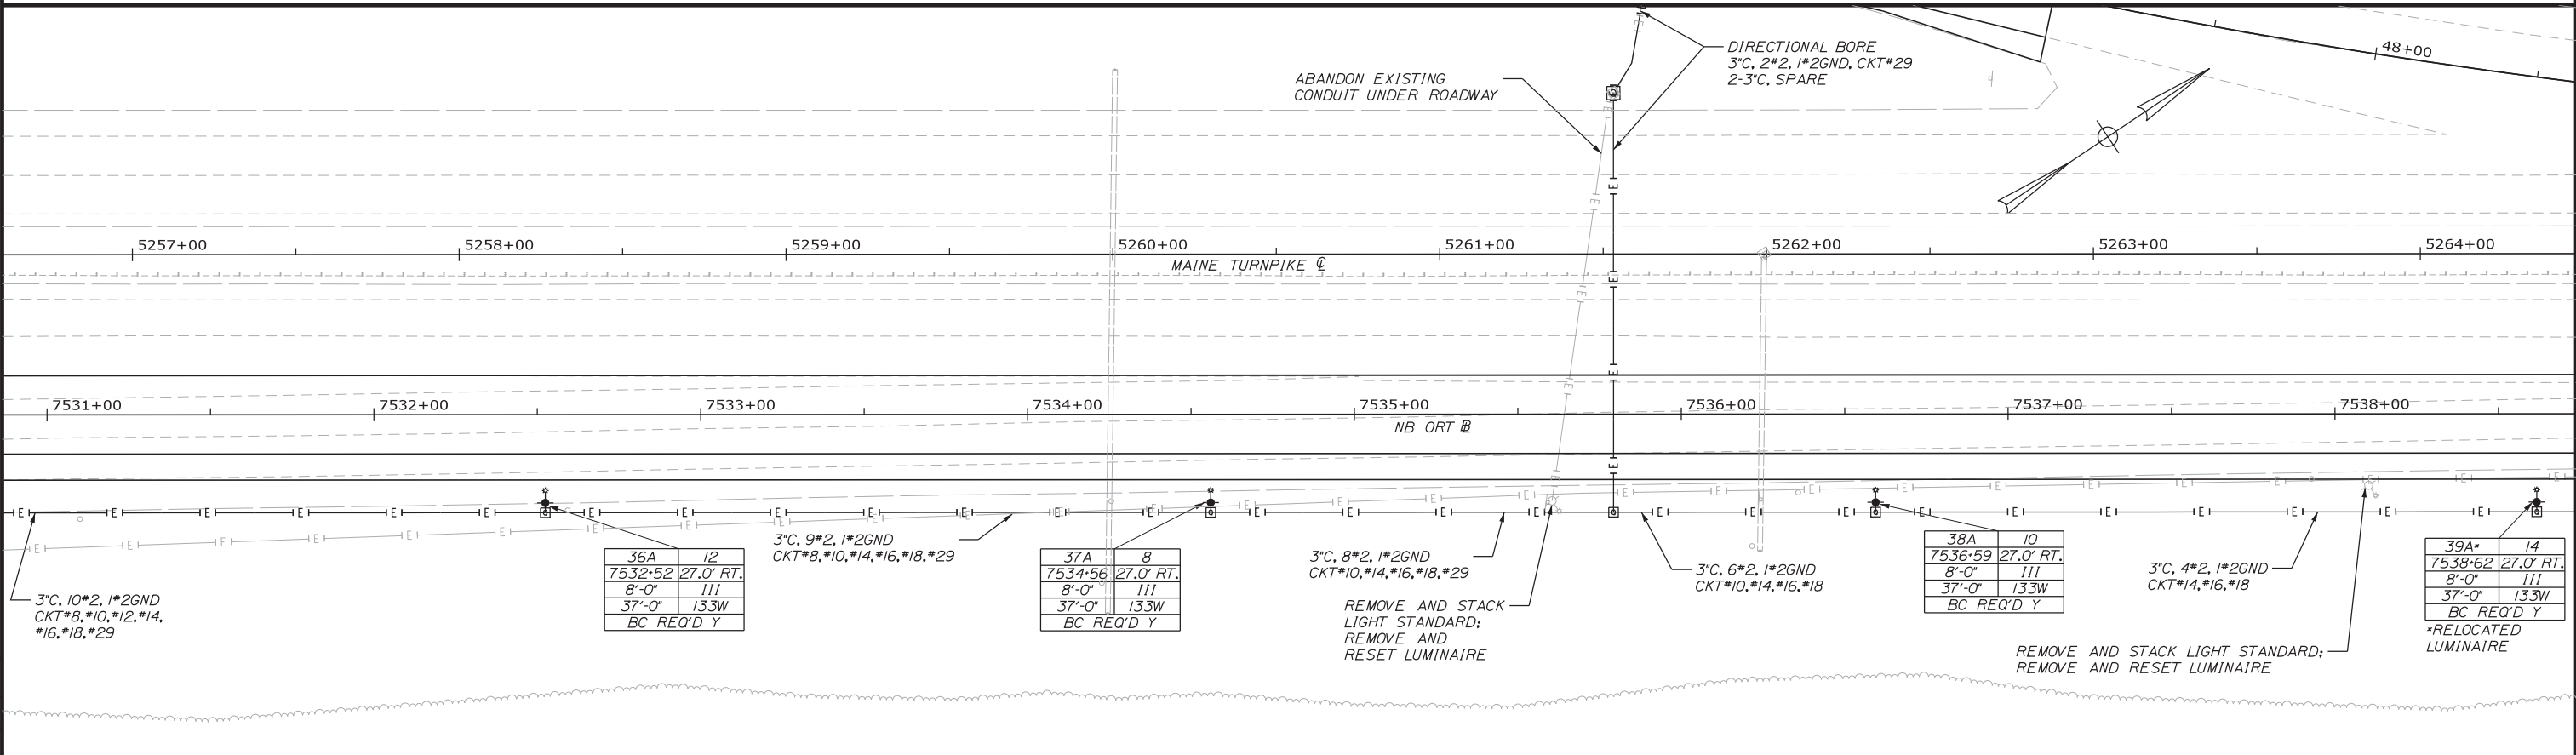 48+00
DIRECTIONAL BORE
3"C, 2#2, 1#2GND, CKT#29
2-3"C, SPARE
ABANDON EXISTING
CONDUIT UNDER ROADWAY
5257+00
5258+00
5259+00
5260+00
5261+00
5262+00
5263+00
5264+00
MAINE TURNPIKE ℄
7531+00
7532+00
7533+00
7534+00
7535+00
7536+00
7537+00
7538+00
NB ORT BL
3"C, 10#2, 1#2GND
CKT#8,#10,#12,#14,
#16,#18,#29
36A 12
7532+52 27.0' RT.
8'-0" III
37'-0" 133W
BC REQ'D Y
3"C, 9#2, 1#2GND
CKT#8,#10,#14,#16,#18,#29
37A 8
7534+56 27.0' RT.
8'-0" III
37'-0" 133W
BC REQ'D Y
3"C, 8#2, 1#2GND
CKT#10,#14,#16,#18,#29
REMOVE AND STACK
LIGHT STANDARD;
REMOVE AND
RESET LUMINAIRE
3"C, 6#2, 1#2GND
CKT#10,#14,#16,#18
38A 10
7536+59 27.0' RT.
8'-0" III
37'-0" 133W
BC REQ'D Y
3"C, 4#2, 1#2GND
CKT#14,#16,#18
REMOVE AND STACK LIGHT STANDARD;
REMOVE AND RESET LUMINAIRE
39A* 14
7538+62 27.0' RT.
8'-0" III
37'-0" 133W
BC REQ'D Y
*RELOCATED
LUMINAIRE